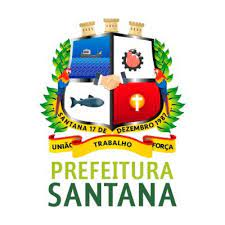 SANTANA 17 DE DEZEMBRO 1987
UNIÃO TRABALHO FORÇA
PREFEITURA
SANTANA